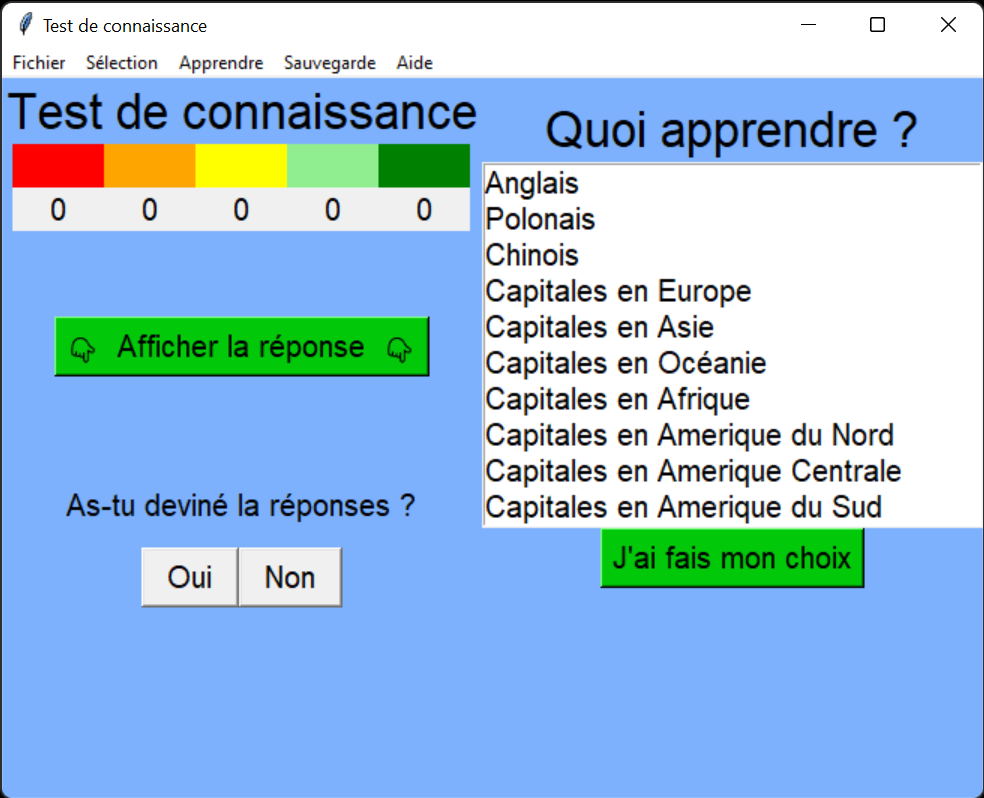 Test de connaissance
Fichier Sélection Apprendre Sauvegarde Aide
Test de connaissance
0 0 0 0 0
Afficher la réponse
As-tu deviné la réponses ?
Oui Non
Quoi apprendre ?
Anglais
Polonais
Chinois
Capitales en Europe
Capitales en Asie
Capitales en Océanie
Capitales en Afrique
Capitales en Amerique du Nord
Capitales en Amerique Centrale
Capitales en Amerique du Sud
J'ai fais mon choix